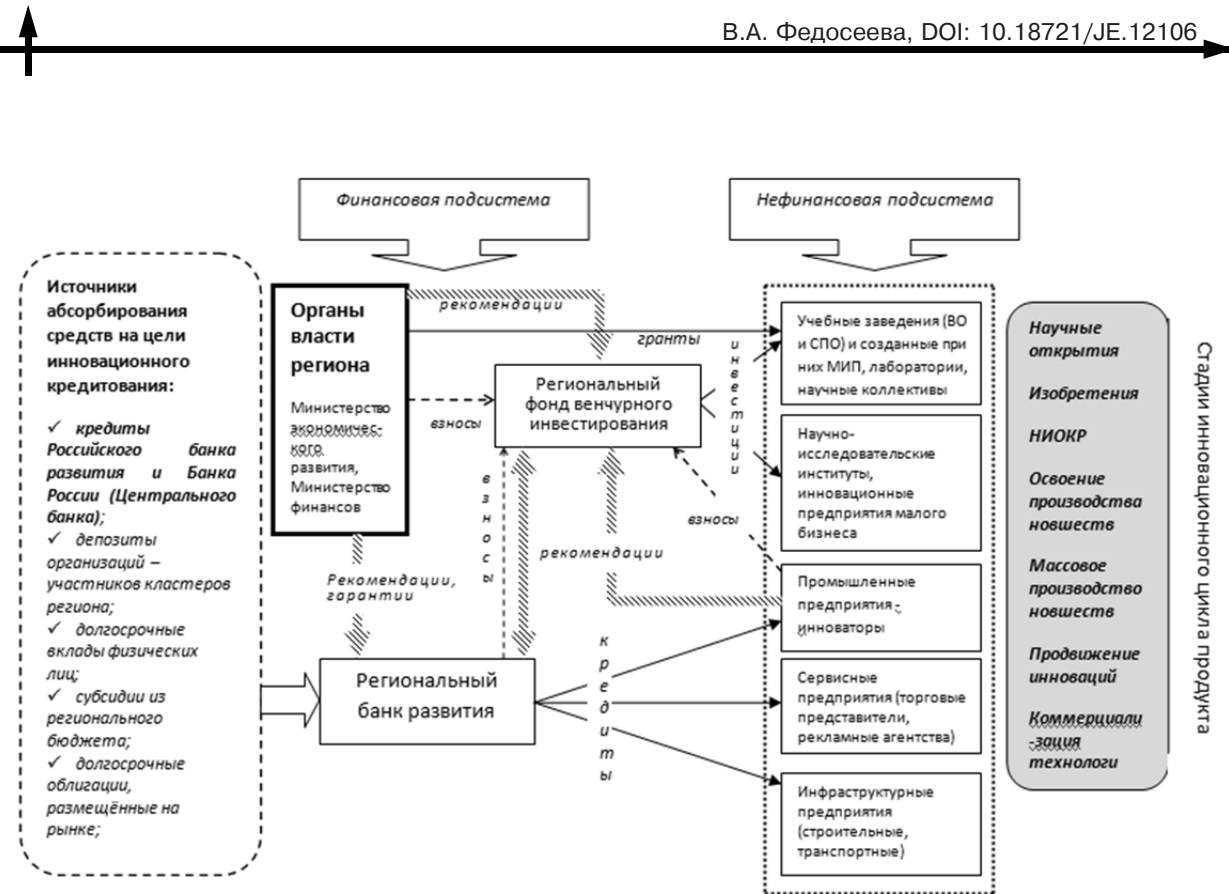 В.А. Федосеева, DOI: 10.18721/JE.12106
Финансовая подсистема
Нефинансовая подсистема
Источники
абсорбирования
средств на цели
инновационного
кредитования:
✓ кредиты
Российского банка
развития и Банка
России (Центрального
банка);
✓ депозиты
организаций –
участников кластеров
региона;
✓ долгосрочные
вклады физических
лиц;
✓ субсидии из
регионального
бюджета;
✓ долгосрочные
облигации,
размещённые на
рынке;
Органы
власти
региона
Министерство
экономичес-
кого
развития,
Министерство
финансов
рекомендации
гранты
инвестиции
Региональный
фонд венчурного
инвестирования
взносы
взносы
взносы
рекомендации
Рекомендации,
гарантии
Региональный
банк развития
кредиты
Учебные заведения (ВО
и СПО) и созданные при
них МИП, лаборатории,
научные коллективы
Научно-
исследовательские
институты,
инновационные
предприятия малого
бизнеса
Промышленные
предприятия -
инноваторы
Сервисные
предприятия (торговые
представители,
рекламные агентства)
Инфраструктурные
предприятия
(строительные,
транспортные)
Научные
открытия
Изобретения
НИОКР
Освоение
производства
новшеств
Массовое
производство
новшеств
Продвижение
инноваций
Коммерциали
-зация
технологи
Стадии инновационного цикла продукта